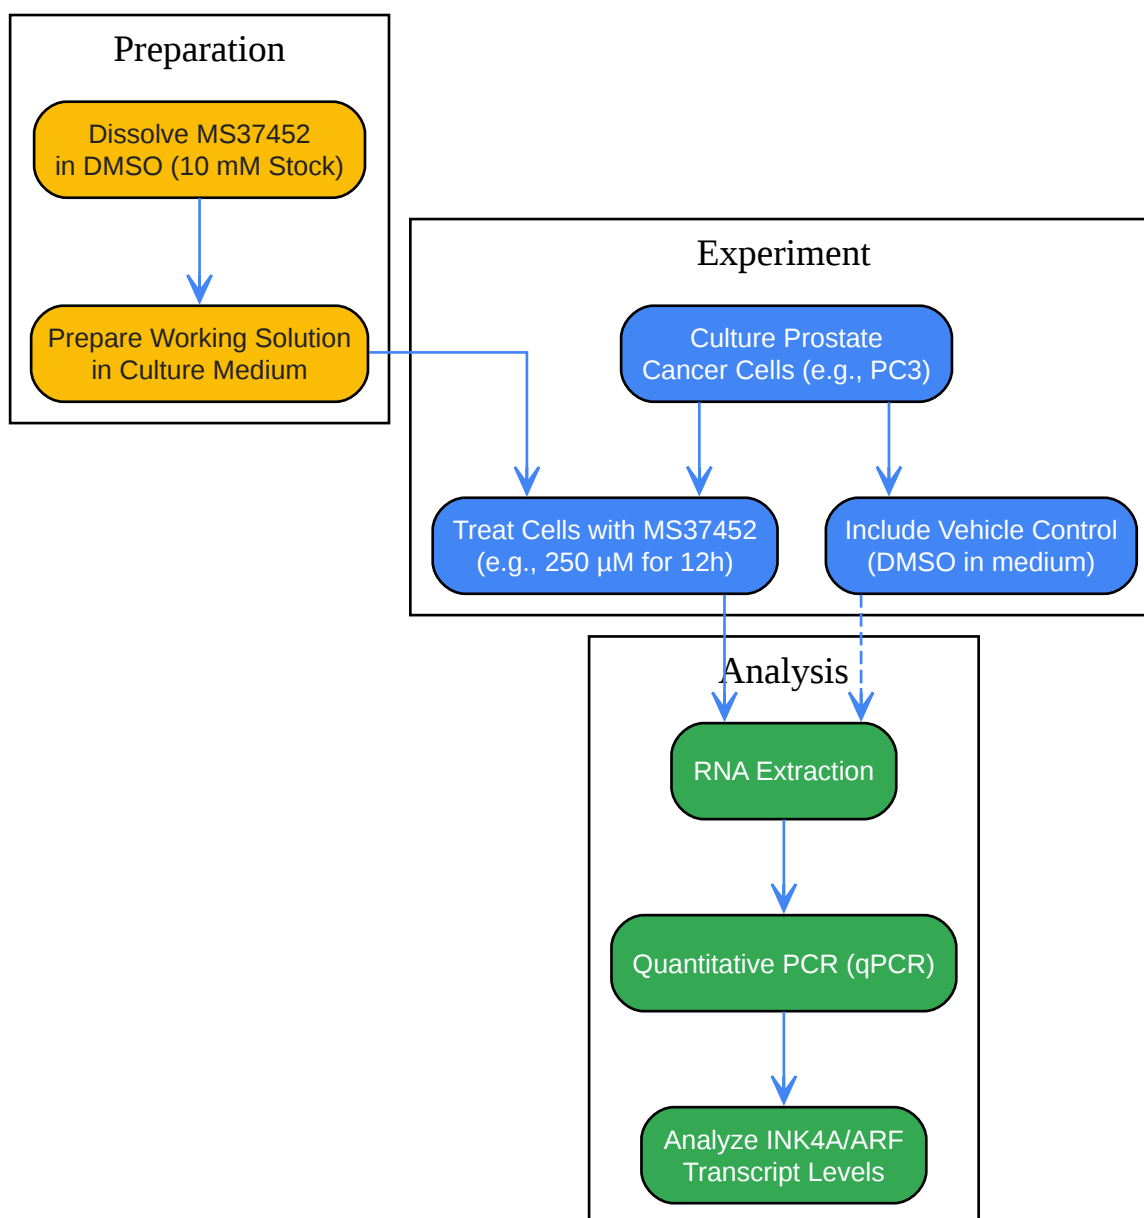 Preparation
Dissolve MS37452
in DMSO (10 mM Stock)
Prepare Working Solution
in Culture Medium
Experiment
Culture Prostate
Cancer Cells (e.g., PC3)
Treat Cells with MS37452
(e.g., 250 µM for 12h)
Include Vehicle Control
(DMSO in medium)
Analysis
RNA Extraction
Quantitative PCR (qPCR)
Analyze INK4A/ARF
Transcript Levels